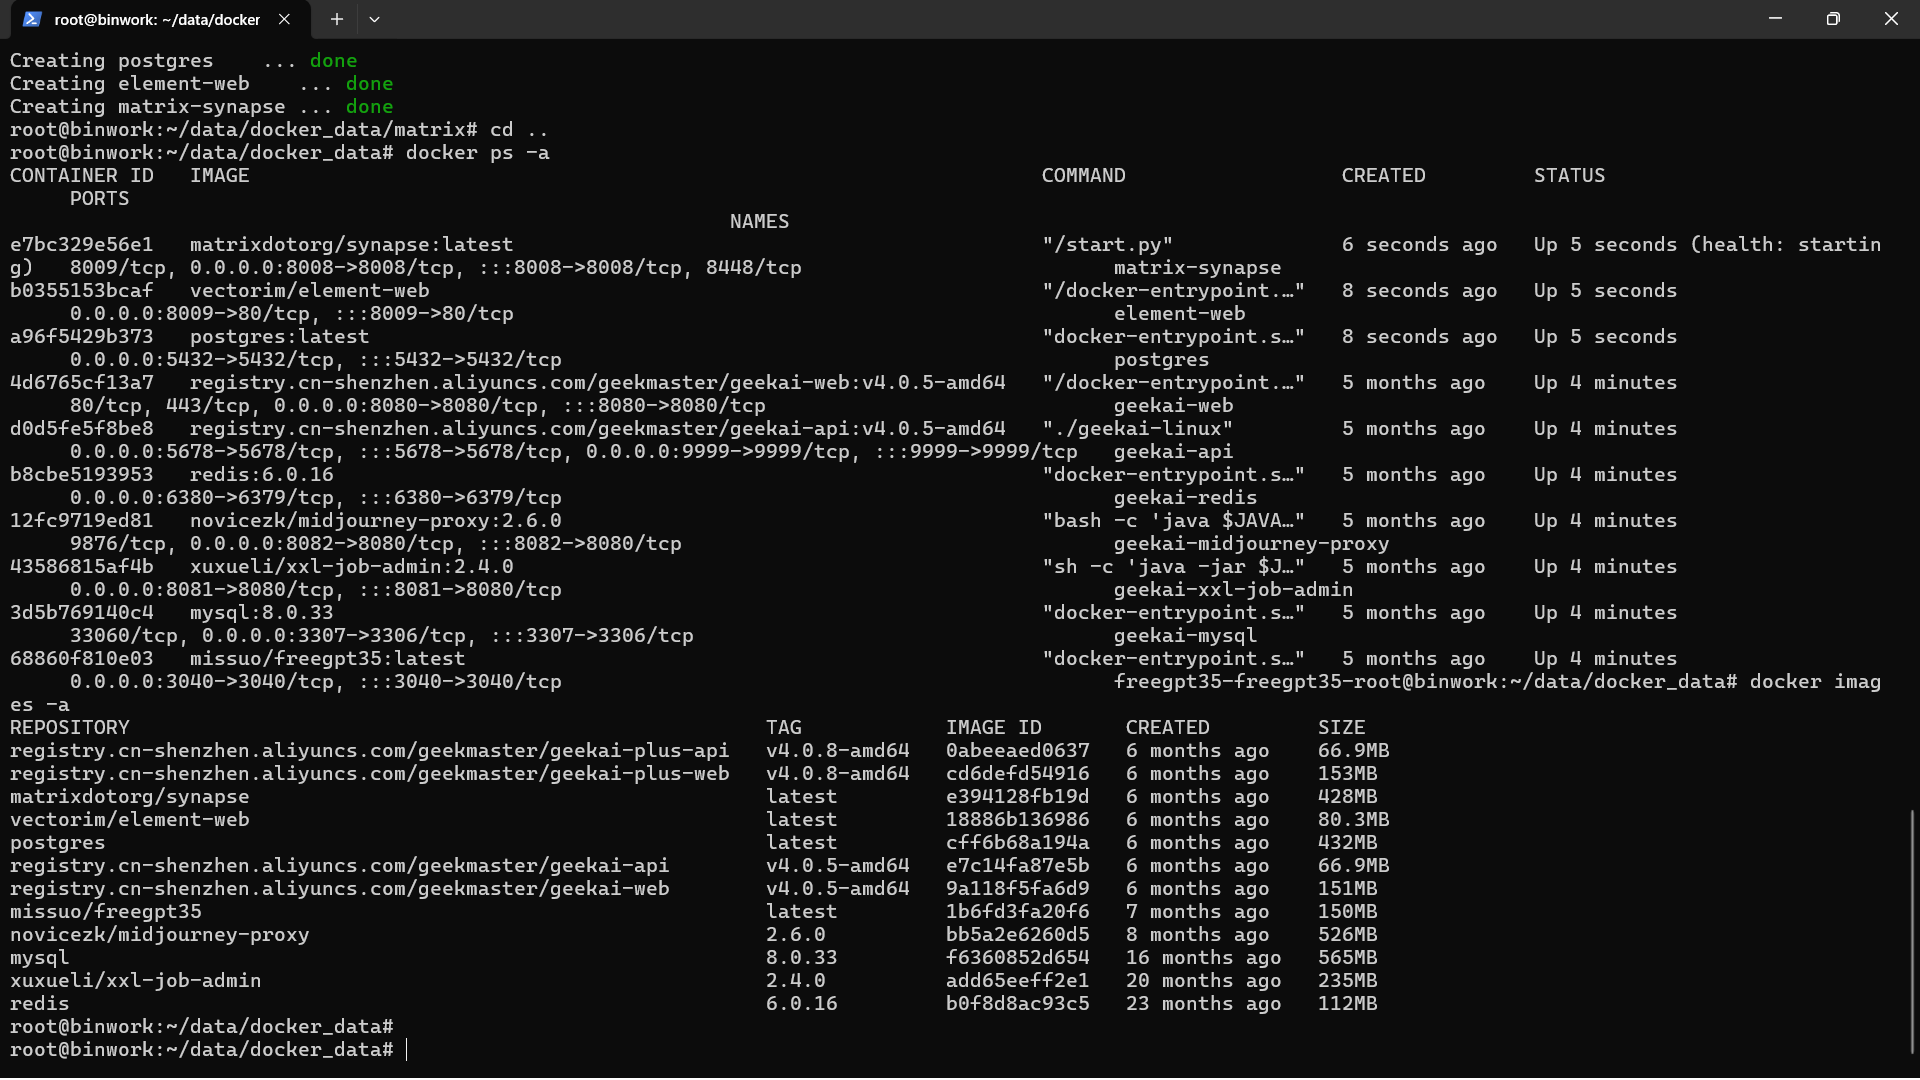 root@binwork: ~/data/docker
Creating postgres    ... done
Creating element-web    ... done
Creating matrix-synapse ... done
root@binwork:~/data/docker_data/matrix# cd ..
root@binwork:~/data/docker_data# docker ps -a
CONTAINER ID   IMAGE   COMMAND   CREATED   STATUS
PORTS
NAMES
e7bc329e56e1   matrixdotorg/synapse:latest   "/start.py"   6 seconds ago   Up 5 seconds (health: startin
g)   8009/tcp, 0.0.0.0:8008->8008/tcp, :::8008->8008/tcp, 8448/tcp   matrix-synapse
b0355153bcaf   vectorim/element-web   "/docker-entrypoint.…"   8 seconds ago   Up 5 seconds
0.0.0.0:8009->80/tcp, :::8009->80/tcp   element-web
a96f5429b373   postgres:latest   "docker-entrypoint.s…"   8 seconds ago   Up 5 seconds
0.0.0.0:5432->5432/tcp, :::5432->5432/tcp   postgres
4d6765cf13a7   registry.cn-shenzhen.aliyuncs.com/geekmaster/geekai-web:v4.0.5-amd64   "/docker-entrypoint.…"   5 months ago   Up 4 minutes
80/tcp, 443/tcp, 0.0.0.0:8080->8080/tcp, :::8080->8080/tcp   geekai-web
d0d5fe5f8be8   registry.cn-shenzhen.aliyuncs.com/geekmaster/geekai-api:v4.0.5-amd64   "./geekai-linux"   5 months ago   Up 4 minutes
0.0.0.0:5678->5678/tcp, :::5678->5678/tcp, 0.0.0.0:9999->9999/tcp, :::9999->9999/tcp   geekai-api
b8cbe5193953   redis:6.0.16   "docker-entrypoint.s…"   5 months ago   Up 4 minutes
0.0.0.0:6380->6379/tcp, :::6380->6379/tcp   geekai-redis
12fc9719ed81   novicezk/midjourney-proxy:2.6.0   "bash -c 'java $JAVA…"   5 months ago   Up 4 minutes
9876/tcp, 0.0.0.0:8082->8080/tcp, :::8082->8080/tcp   geekai-midjourney-proxy
43586815af4b   xuxueli/xxl-job-admin:2.4.0   "sh -c 'java -jar $J…"   5 months ago   Up 4 minutes
0.0.0.0:8081->8080/tcp, :::8081->8080/tcp   geekai-xxl-job-admin
3d5b769140c4   mysql:8.0.33   "docker-entrypoint.s…"   5 months ago   Up 4 minutes
33060/tcp, 0.0.0.0:3307->3306/tcp, :::3307->3306/tcp   geekai-mysql
68860f810e03   missuo/freegpt35:latest   "docker-entrypoint.s…"   5 months ago   Up 4 minutes
0.0.0.0:3040->3040/tcp, :::3040->3040/tcp   freegpt35-freegpt35-root@binwork:~/data/docker_data# docker imag
es -a
REPOSITORY   TAG   IMAGE ID   CREATED   SIZE
registry.cn-shenzhen.aliyuncs.com/geekmaster/geekai-plus-api   v4.0.8-amd64   0abeeaed0637   6 months ago   66.9MB
registry.cn-shenzhen.aliyuncs.com/geekmaster/geekai-plus-web   v4.0.8-amd64   cd6defd54916   6 months ago   153MB
matrixdotorg/synapse   latest   e394128fb19d   6 months ago   428MB
vectorim/element-web   latest   18886b136986   6 months ago   80.3MB
postgres   latest   cff6b68a194a   6 months ago   432MB
registry.cn-shenzhen.aliyuncs.com/geekmaster/geekai-api   v4.0.5-amd64   e7c14fa87e5b   6 months ago   66.9MB
registry.cn-shenzhen.aliyuncs.com/geekmaster/geekai-web   v4.0.5-amd64   9a118f5fa6d9   6 months ago   151MB
missuo/freegpt35   latest   1b6fd3fa20f6   7 months ago   150MB
novicezk/midjourney-proxy   2.6.0   bb5a2e6260d5   8 months ago   526MB
mysql   8.0.33   f6360852d654   16 months ago   565MB
xuxueli/xxl-job-admin   2.4.0   add65eeff2e1   20 months ago   235MB
redis   6.0.16   b0f8d8ac93c5   23 months ago   112MB
root@binwork:~/data/docker_data#
root@binwork:~/data/docker_data#